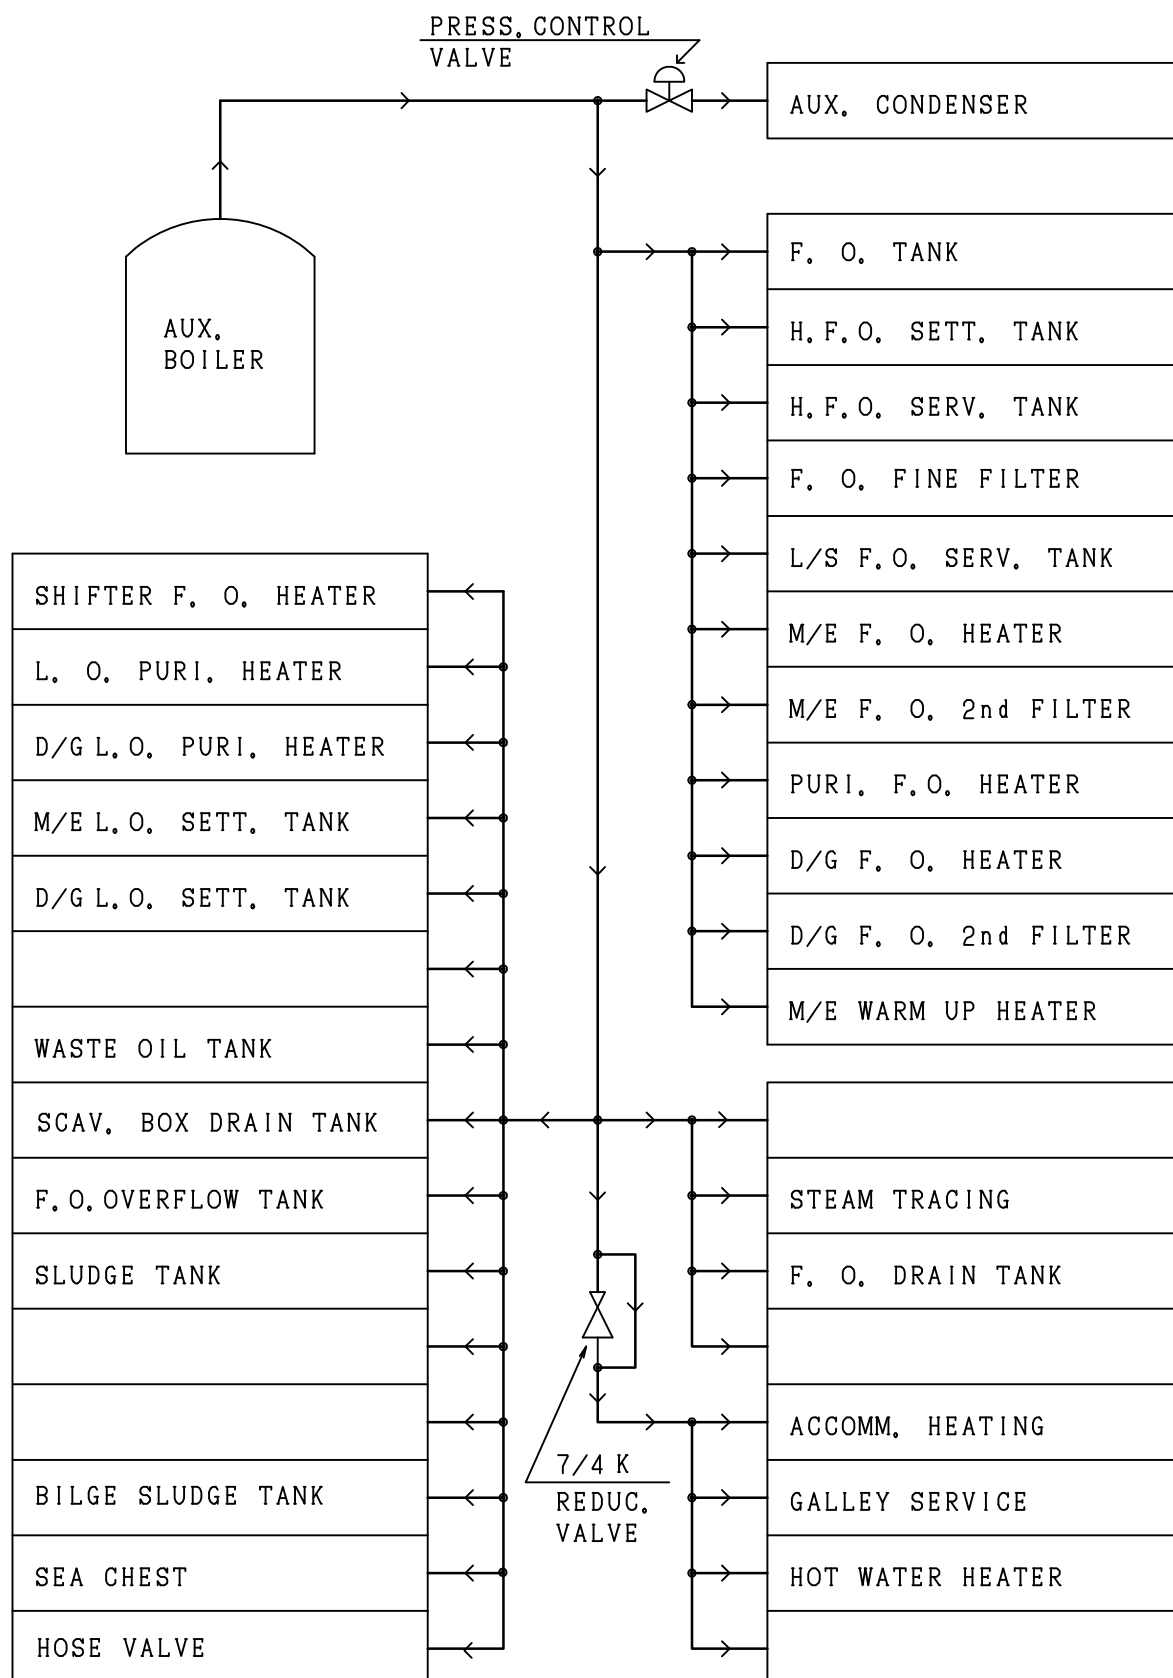 PRESS. CONTROL
VALVE
AUX. CONDENSER
AUX.
BOILER
F. O. TANK
H.F.O. SETT. TANK
H.F.O. SERV. TANK
F. O. FINE FILTER
L/S F.O. SERV. TANK
M/E F. O. HEATER
M/E F. O. 2nd FILTER
PURI. F.O. HEATER
D/G F. O. HEATER
D/G F. O. 2nd FILTER
M/E WARM UP HEATER
SHIFTER F. O. HEATER
L. O. PURI. HEATER
D/G L.O. PURI. HEATER
M/E L.O. SETT. TANK
D/G L.O. SETT. TANK
WASTE OIL TANK
SCAV. BOX DRAIN TANK
F.O.OVERFLOW TANK
SLUDGE TANK
BILGE SLUDGE TANK
SEA CHEST
HOSE VALVE
7/4 K
REDUC.
VALVE
STEAM TRACING
F. O. DRAIN TANK
ACCOMM. HEATING
GALLEY SERVICE
HOT WATER HEATER